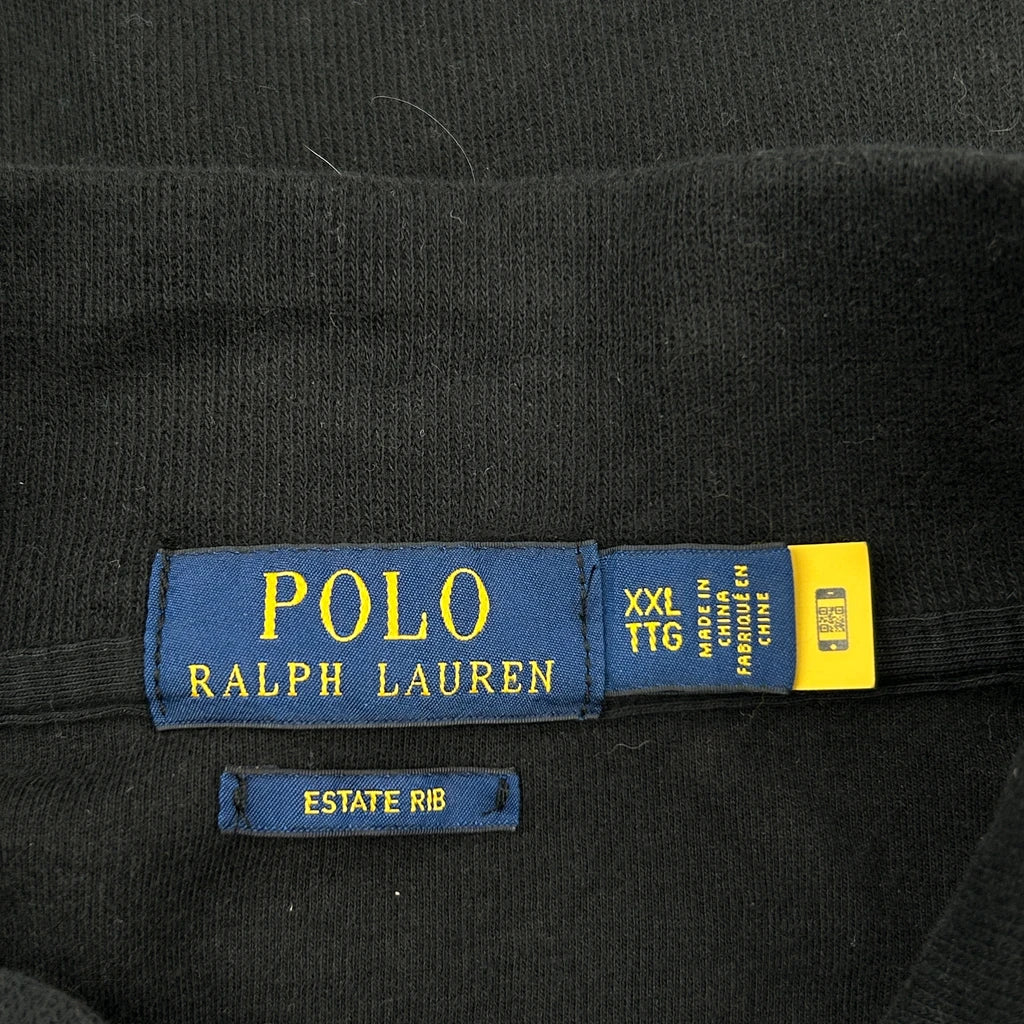 POLO
RALPH LAUREN
XXL
TTG
MADE IN
CHINA
FABRIQUÉ EN
CHINE
ESTATE RIB